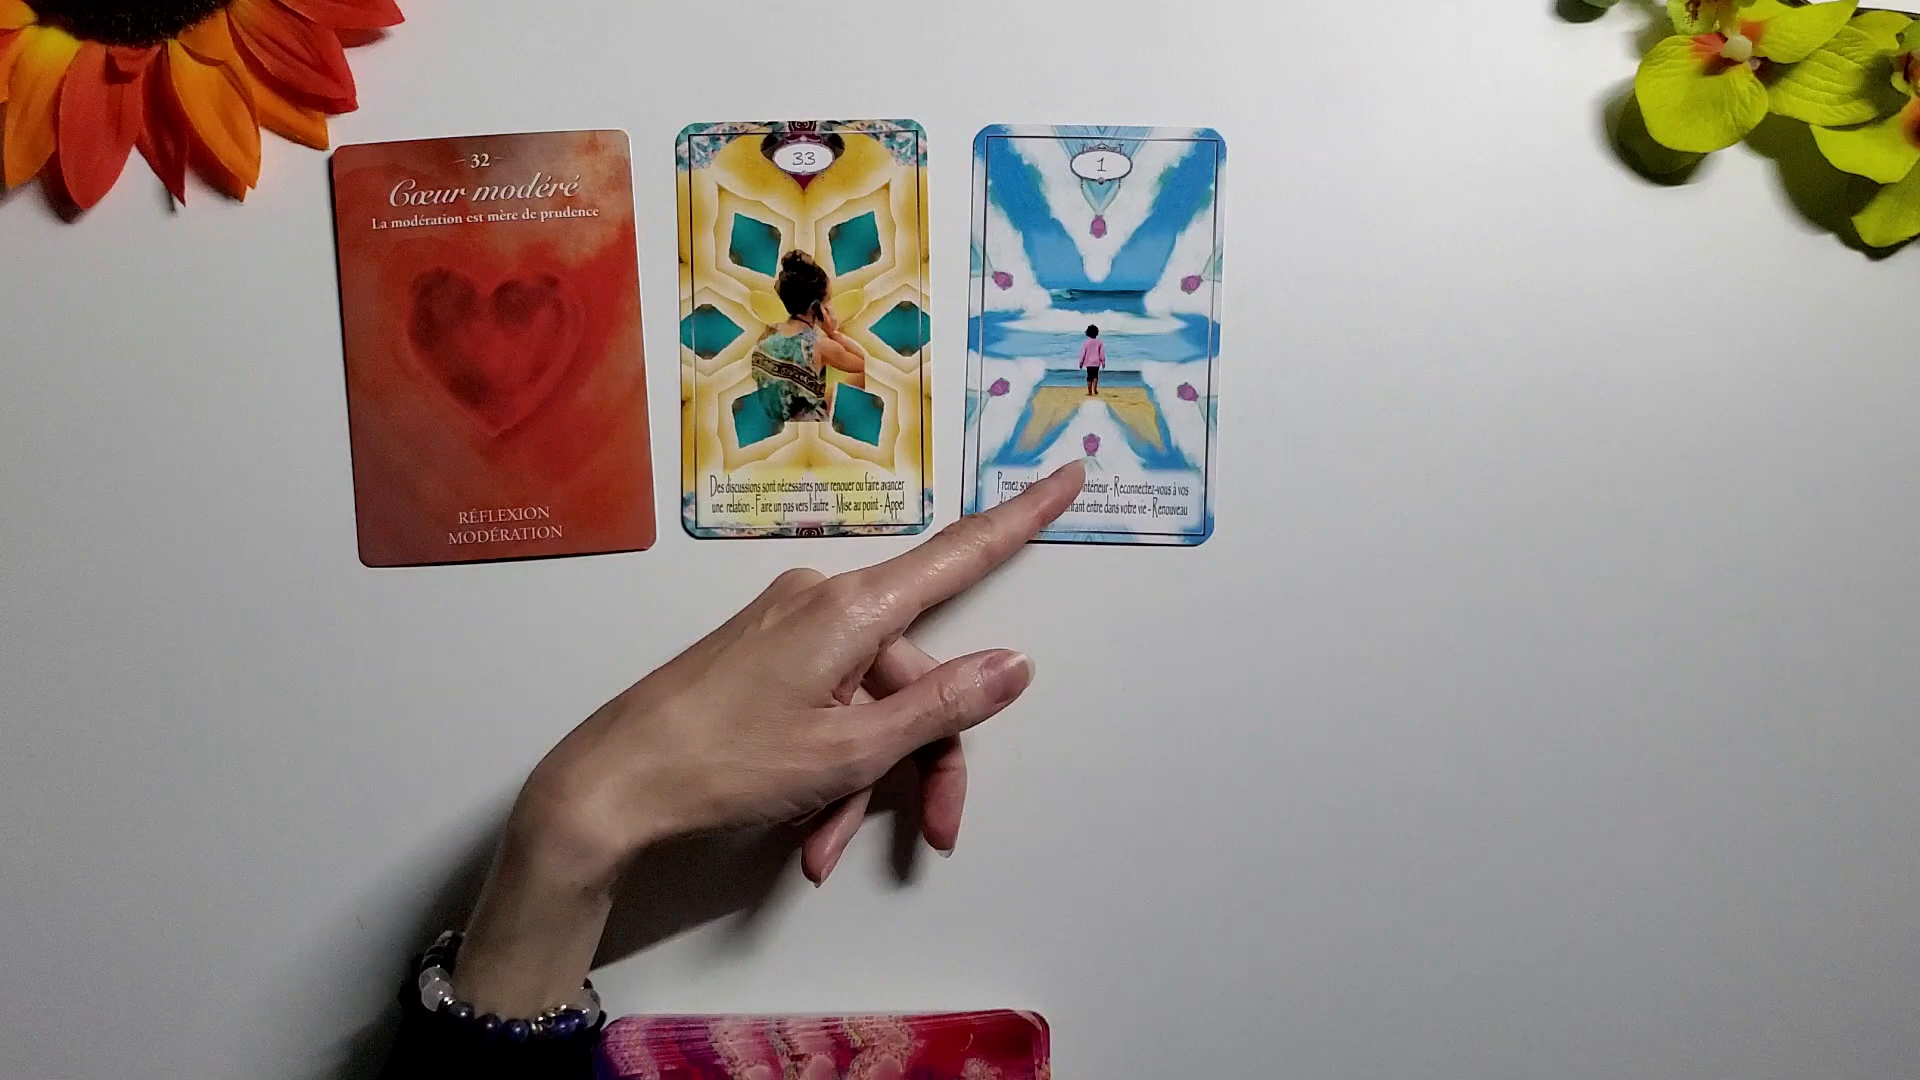 32
Cœur modéré
La modération est mère de prudence
RÉFLEXION
MODÉRATION
33
Des discussions sont nécessaires pour renouer ou faire avancer
une relation - Faire un pas vers l'autre - Mise au point - Appel
1
Prenez intérieur - Reconnectez-vous à vos
entre dans votre vie - Renouveau